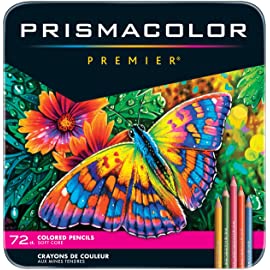 PRISMACOLOR
PREMIER®
72 ct.
COLORED PENCILS
SOFT CORE
CRAYONS DE COULEUR
AUX MINES TENDRES